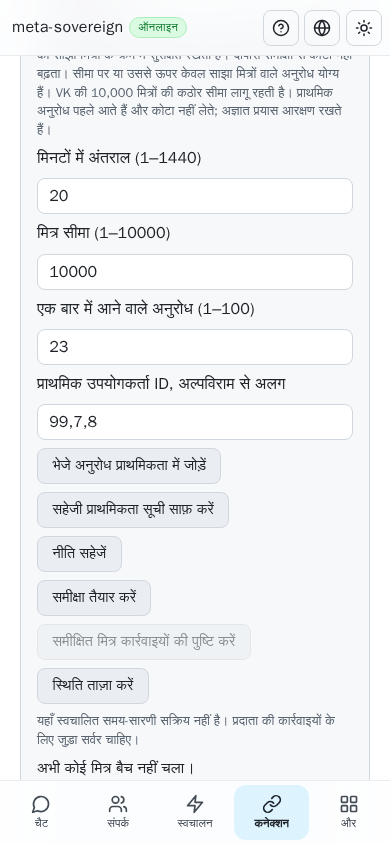 meta-sovereign ऑनलाइन
बढ़ता। सीमा पर या उससे ऊपर केवल साझा मित्रों वाले अनुरोध योग्य
हैं। VK की 10,000 मित्रों की कठोर सीमा लागू रहती है। प्राथमिक
अनुरोध पहले आते हैं और कोटा नहीं लेते; अज्ञात प्रयास आरक्षण रखते
हैं।
मिनटों में अंतराल (1–1440)
20
मित्र सीमा (1–10000)
10000
एक बार में आने वाले अनुरोध (1–100)
23
प्राथमिक उपयोगकर्ता ID, अल्पविराम से अलग
99,7,8
भेजे अनुरोध प्राथमिकता में जोड़ें
सहेजी प्राथमिकता सूची साफ़ करें
नीति सहेजें
समीक्षा तैयार करें
समीक्षित मित्र कार्रवाइयों की पुष्टि करें
स्थिति ताज़ा करें
यहाँ स्वचालित समय-सारणी सक्रिय नहीं है। प्रदाता की कार्रवाइयों के
लिए जुड़ा सर्वर चाहिए।
अभी कोई मित्र बैच नहीं चला।
चैट संपर्क स्वचालन कनेक्शन और